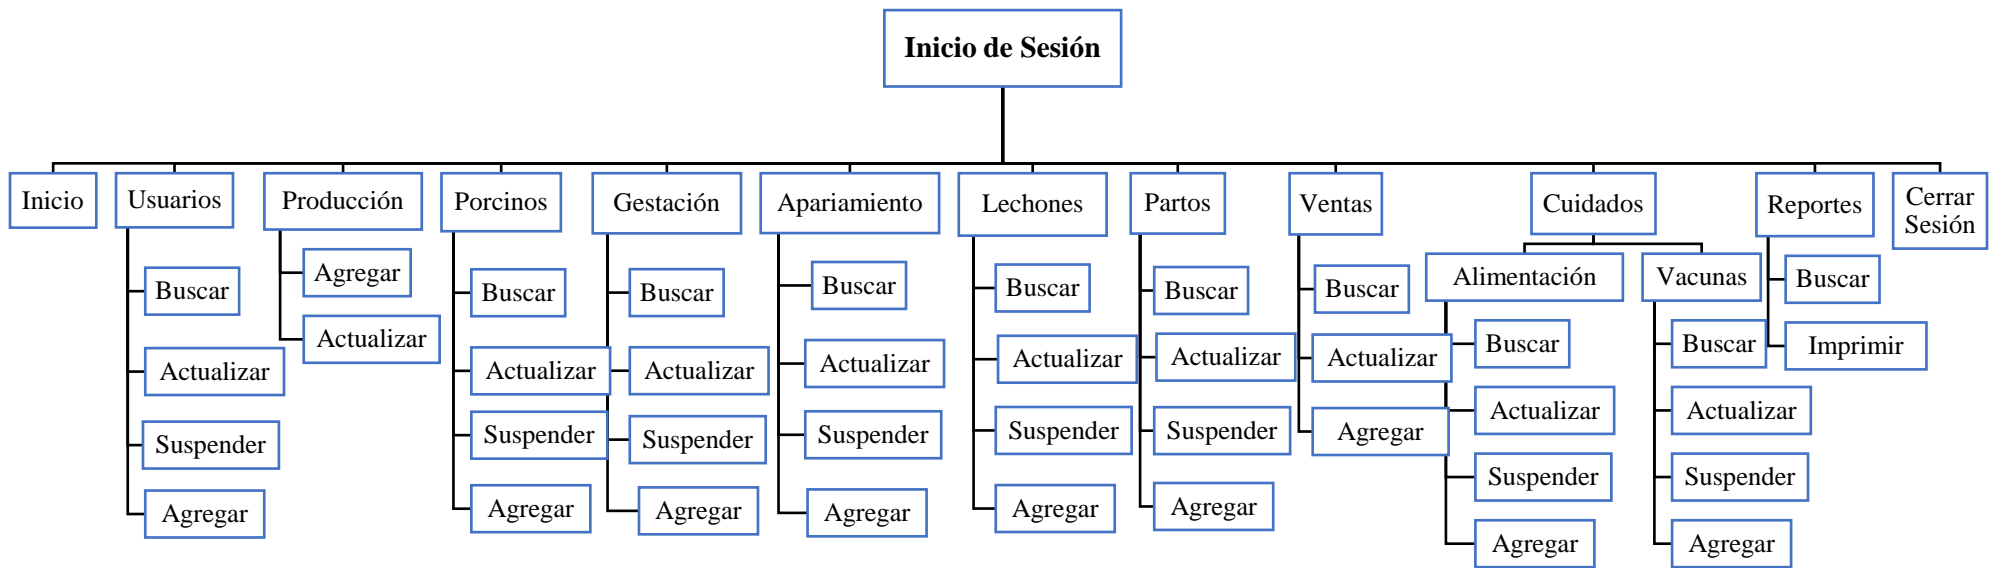 Inicio de Sesión
Inicio
Usuarios
Buscar
Actualizar
Suspender
Agregar
Producción
Agregar
Actualizar
Porcinos
Buscar
Actualizar
Suspender
Agregar
Gestación
Buscar
Actualizar
Suspender
Agregar
Apariamiento
Buscar
Actualizar
Suspender
Agregar
Lechones
Buscar
Actualizar
Suspender
Agregar
Partos
Buscar
Actualizar
Suspender
Agregar
Ventas
Buscar
Actualizar
Agregar
Cuidados
Alimentación
Buscar
Actualizar
Suspender
Agregar
Vacunas
Buscar
Actualizar
Suspender
Agregar
Reportes
Buscar
Imprimir
Cerrar
Sesión